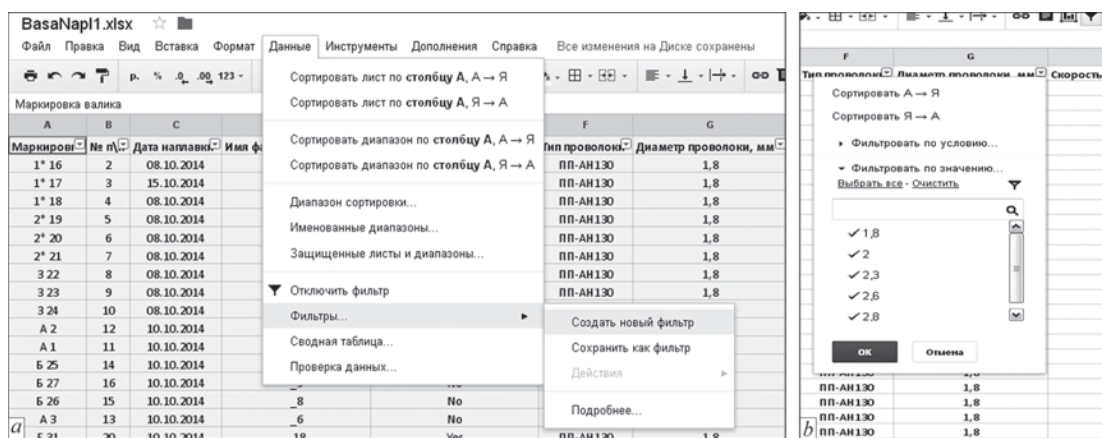 BasaNapl1.xlsx
Файл Правка Вид Вставка Формат Данные Инструменты Дополнения Справка Все изменения на Диске сохранены
р. % .0 .00 123
Маркировка валика
A B C F G
Маркирови № п\ Дата наплавки Имя ф Тип проволоки Диаметр проволоки, мм
1* 16 2 08.10.2014 ПП-АН130 1,8
1* 17 3 15.10.2014 ПП-АН130 1,8
1* 18 4 08.10.2014 ПП-АН130 1,8
2* 19 5 08.10.2014 ПП-АН130 1,8
2* 20 6 08.10.2014 ПП-АН130 1,8
2* 21 7 08.10.2014 ПП-АН130 1,8
3 22 8 08.10.2014 ПП-АН130 1,8
3 23 9 08.10.2014 ПП-АН130 1,8
3 24 10 08.10.2014
А 2 12 10.10.2014
А 1 11 10.10.2014
Б 25 14 10.10.2014
Б 27 16 10.10.2014 _9 No
Б 26 15 10.10.2014 _8 No
А 3 13 10.10.2014 _6 No
Б 31 20 10.10.2014 18 Yes ПП-АН130 1,8
Сортировать лист по столбцу A, А → Я
Сортировать лист по столбцу A, Я → А
Сортировать диапазон по столбцу A, А → Я
Сортировать диапазон по столбцу A, Я → А
Диапазон сортировки...
Именованные диапазоны...
Защищенные листы и диапазоны...
Отключить фильтр
Фильтры...
Сводная таблица...
Проверка данных...
Создать новый фильтр
Сохранить как фильтр
Действия
Подробнее...
a
F G
Тип проволоки Диаметр проволоки, мм Скорость
Сортировать А → Я
Сортировать Я → А
Фильтровать по условию...
Фильтровать по значению...
Выбрать все - Очистить
1,8
2
2,3
2,6
2,8
ОК Отмена
ПП-АН130 1,8
ПП-АН130 1,8
ПП-АН130 1,8
ПП-АН130 1,8
ПП-АН130 1,8
b